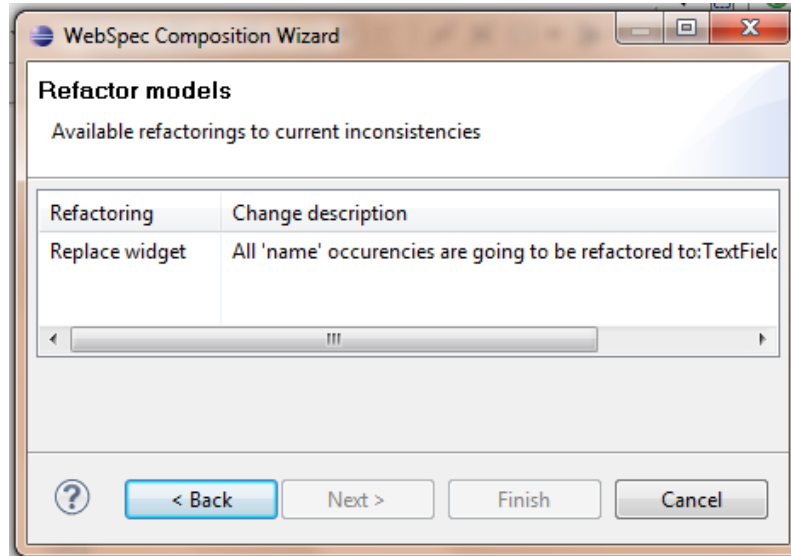 WebSpec Composition Wizard
Refactor models
Available refactorings to current inconsistencies
Refactoring Change description
Replace widget All 'name' occurencies are going to be refactored to:TextField
? < Back Next > Finish Cancel